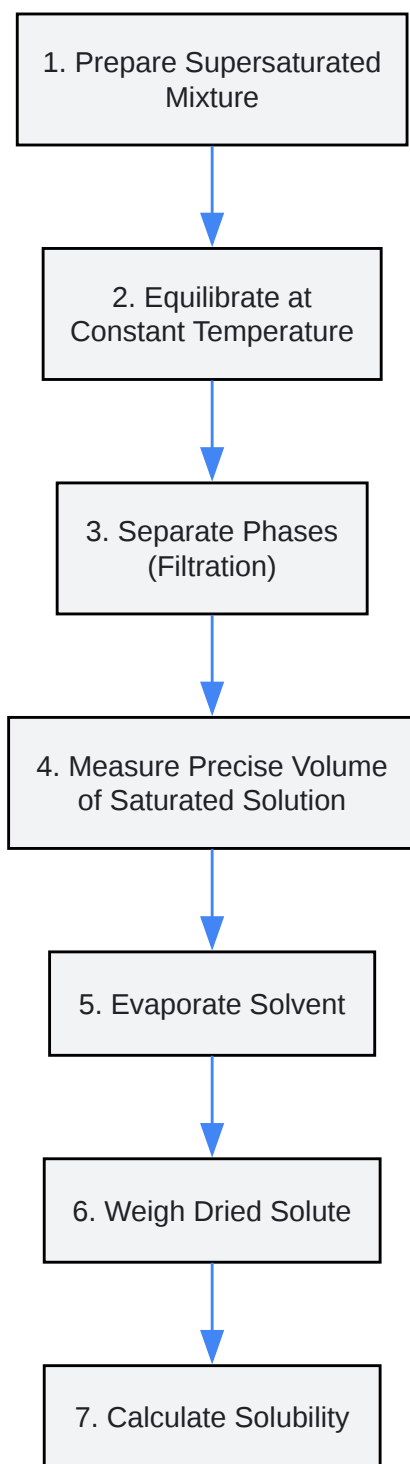 1. Prepare Supersaturated
Mixture
2. Equilibrate at
Constant Temperature
3. Separate Phases
(Filtration)
4. Measure Precise Volume
of Saturated Solution
5. Evaporate Solvent
6. Weigh Dried Solute
7. Calculate Solubility